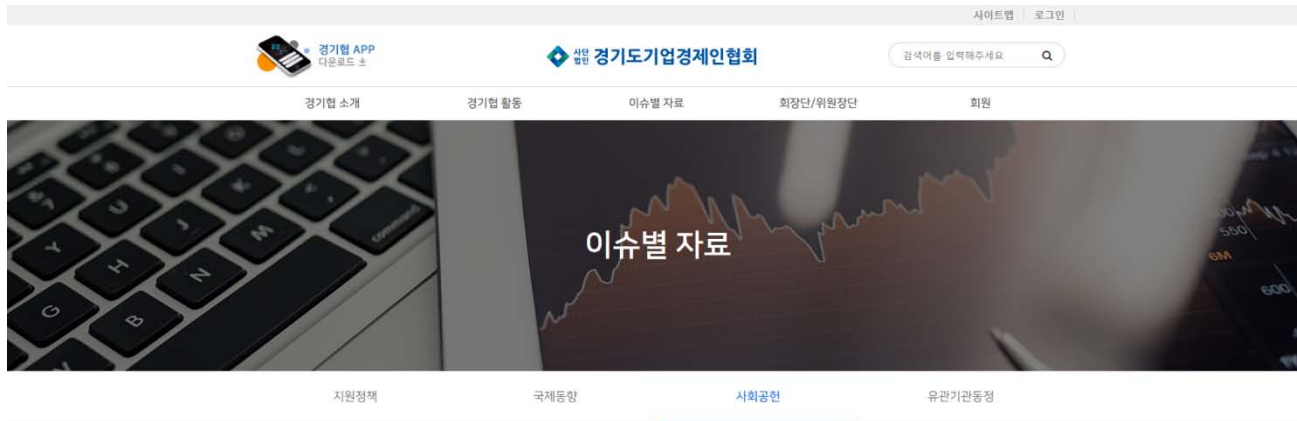 사이트맵 로그인
경기협 APP
다운로드
사단
법인 경기도기업경제인협회
검색어를 입력해주세요
경기협 소개 경기협 활동 이슈별 자료 회장단/위원장단 회원
이슈별 자료
command
Y U J K M
G H B N
550
6M
600
지원정책 국제동향 사회공헌 유관기관동정